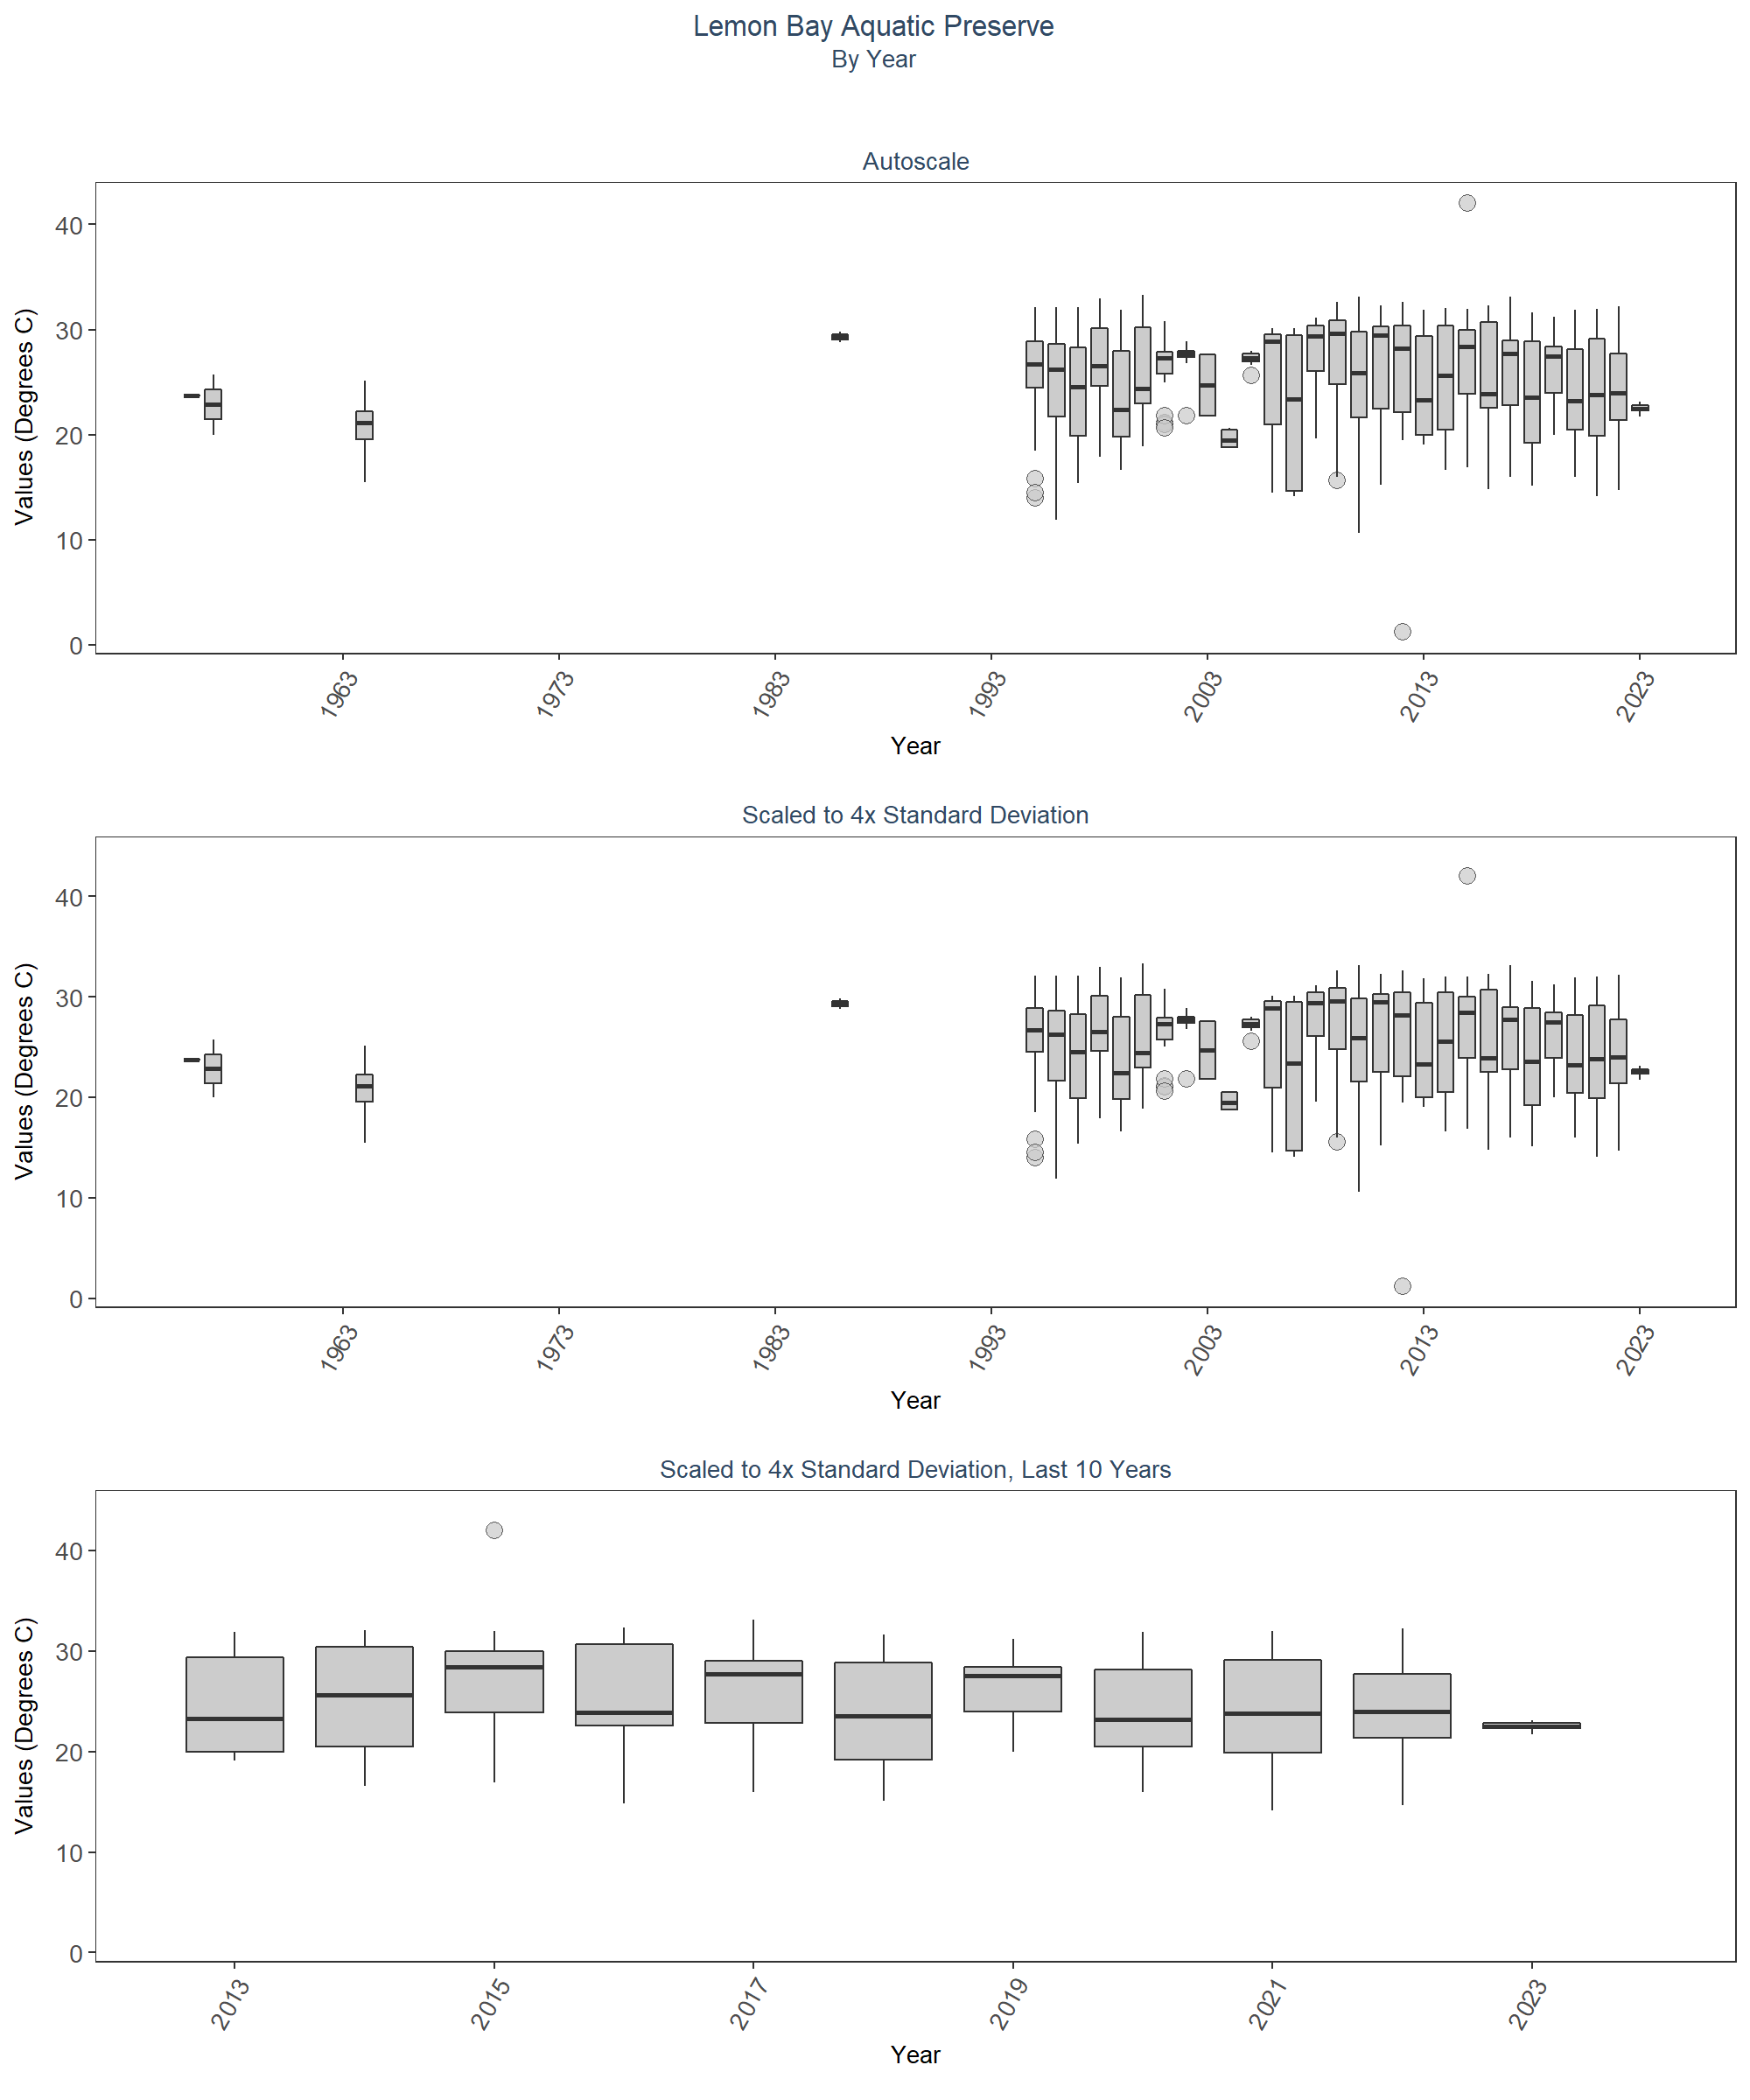 Lemon Bay Aquatic Preserve
By Year
Autoscale
Values (Degrees C)
40
30
20
10
0
1963 1973 1983 1993 2003 2013 2023
Year
Scaled to 4x Standard Deviation
Values (Degrees C)
40
30
20
10
0
1963 1973 1983 1993 2003 2013 2023
Year
Scaled to 4x Standard Deviation, Last 10 Years
Values (Degrees C)
40
30
20
10
0
2013 2015 2017 2019 2021 2023
Year